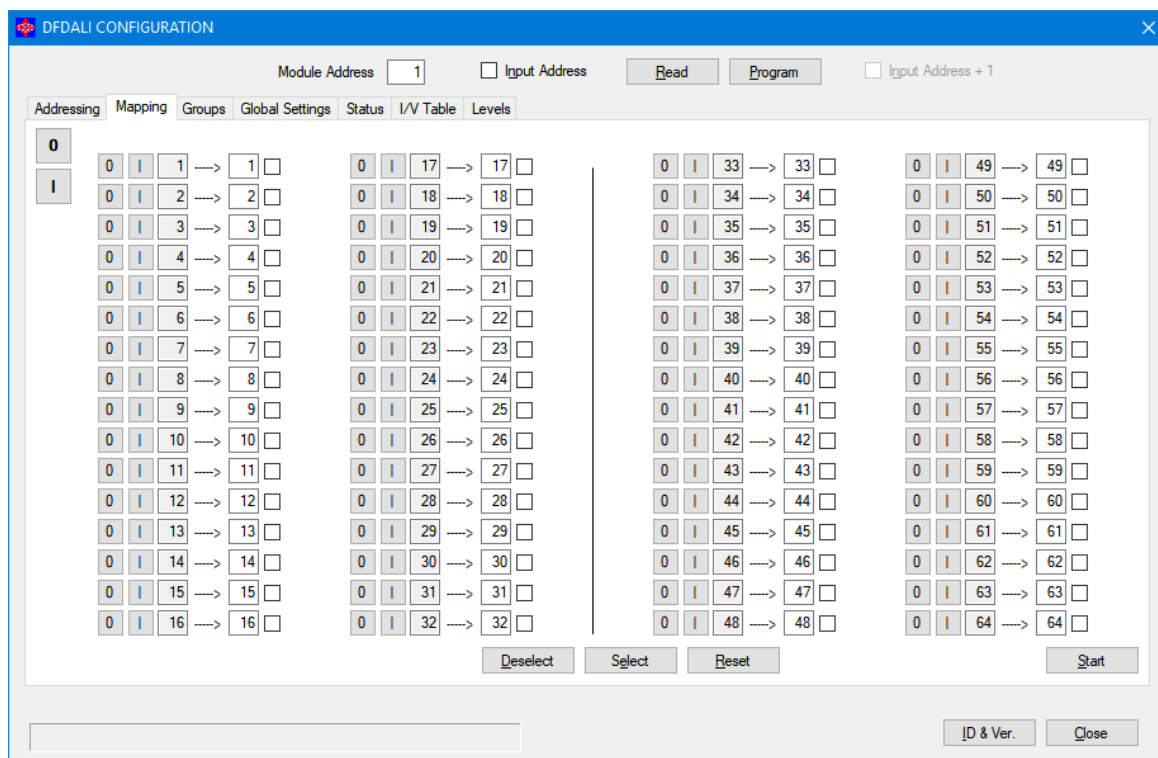 DFDALI CONFIGURATION
Module Address 1 Input Address Read Program Input Address + 1
Addressing Mapping Groups Global Settings Status I/V Table Levels
0
I
0 I 1 ----> 1 0 I 17 ----> 17 0 I 33 ----> 33 0 I 49 ----> 49
0 I 2 ----> 2 0 I 18 ----> 18 0 I 34 ----> 34 0 I 50 ----> 50
0 I 3 ----> 3 0 I 19 ----> 19 0 I 35 ----> 35 0 I 51 ----> 51
0 I 4 ----> 4 0 I 20 ----> 20 0 I 36 ----> 36 0 I 52 ----> 52
0 I 5 ----> 5 0 I 21 ----> 21 0 I 37 ----> 37 0 I 53 ----> 53
0 I 6 ----> 6 0 I 22 ----> 22 0 I 38 ----> 38 0 I 54 ----> 54
0 I 7 ----> 7 0 I 23 ----> 23 0 I 39 ----> 39 0 I 55 ----> 55
0 I 8 ----> 8 0 I 24 ----> 24 0 I 40 ----> 40 0 I 56 ----> 56
0 I 9 ----> 9 0 I 25 ----> 25 0 I 41 ----> 41 0 I 57 ----> 57
0 I 10 ----> 10 0 I 26 ----> 26 0 I 42 ----> 42 0 I 58 ----> 58
0 I 11 ----> 11 0 I 27 ----> 27 0 I 43 ----> 43 0 I 59 ----> 59
0 I 12 ----> 12 0 I 28 ----> 28 0 I 44 ----> 44 0 I 60 ----> 60
0 I 13 ----> 13 0 I 29 ----> 29 0 I 45 ----> 45 0 I 61 ----> 61
0 I 14 ----> 14 0 I 30 ----> 30 0 I 46 ----> 46 0 I 62 ----> 62
0 I 15 ----> 15 0 I 31 ----> 31 0 I 47 ----> 47 0 I 63 ----> 63
0 I 16 ----> 16 0 I 32 ----> 32 0 I 48 ----> 48 0 I 64 ----> 64
Deselect Select Reset Start
ID & Ver. Close